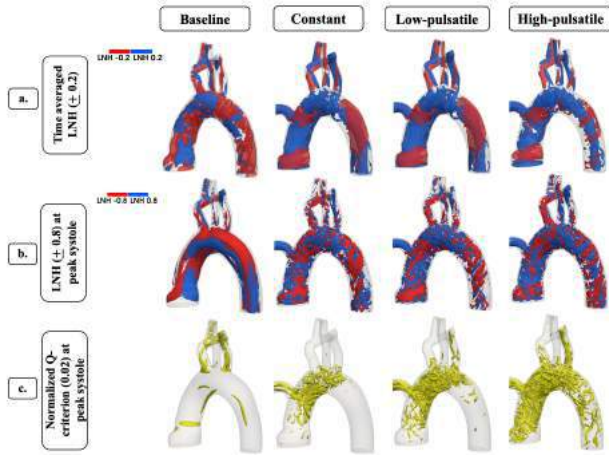 Baseline
Constant
Low-pulsatile
High-pulsatile
LNH -0.2 LNH 0.2
a.
Time averaged
LNH (± 0.2)
LNH -0.8 LNH 0.8
b.
LNH (± 0.8) at
peak systole
c.
Normalized Q-
criterion (0.02) at
peak systole